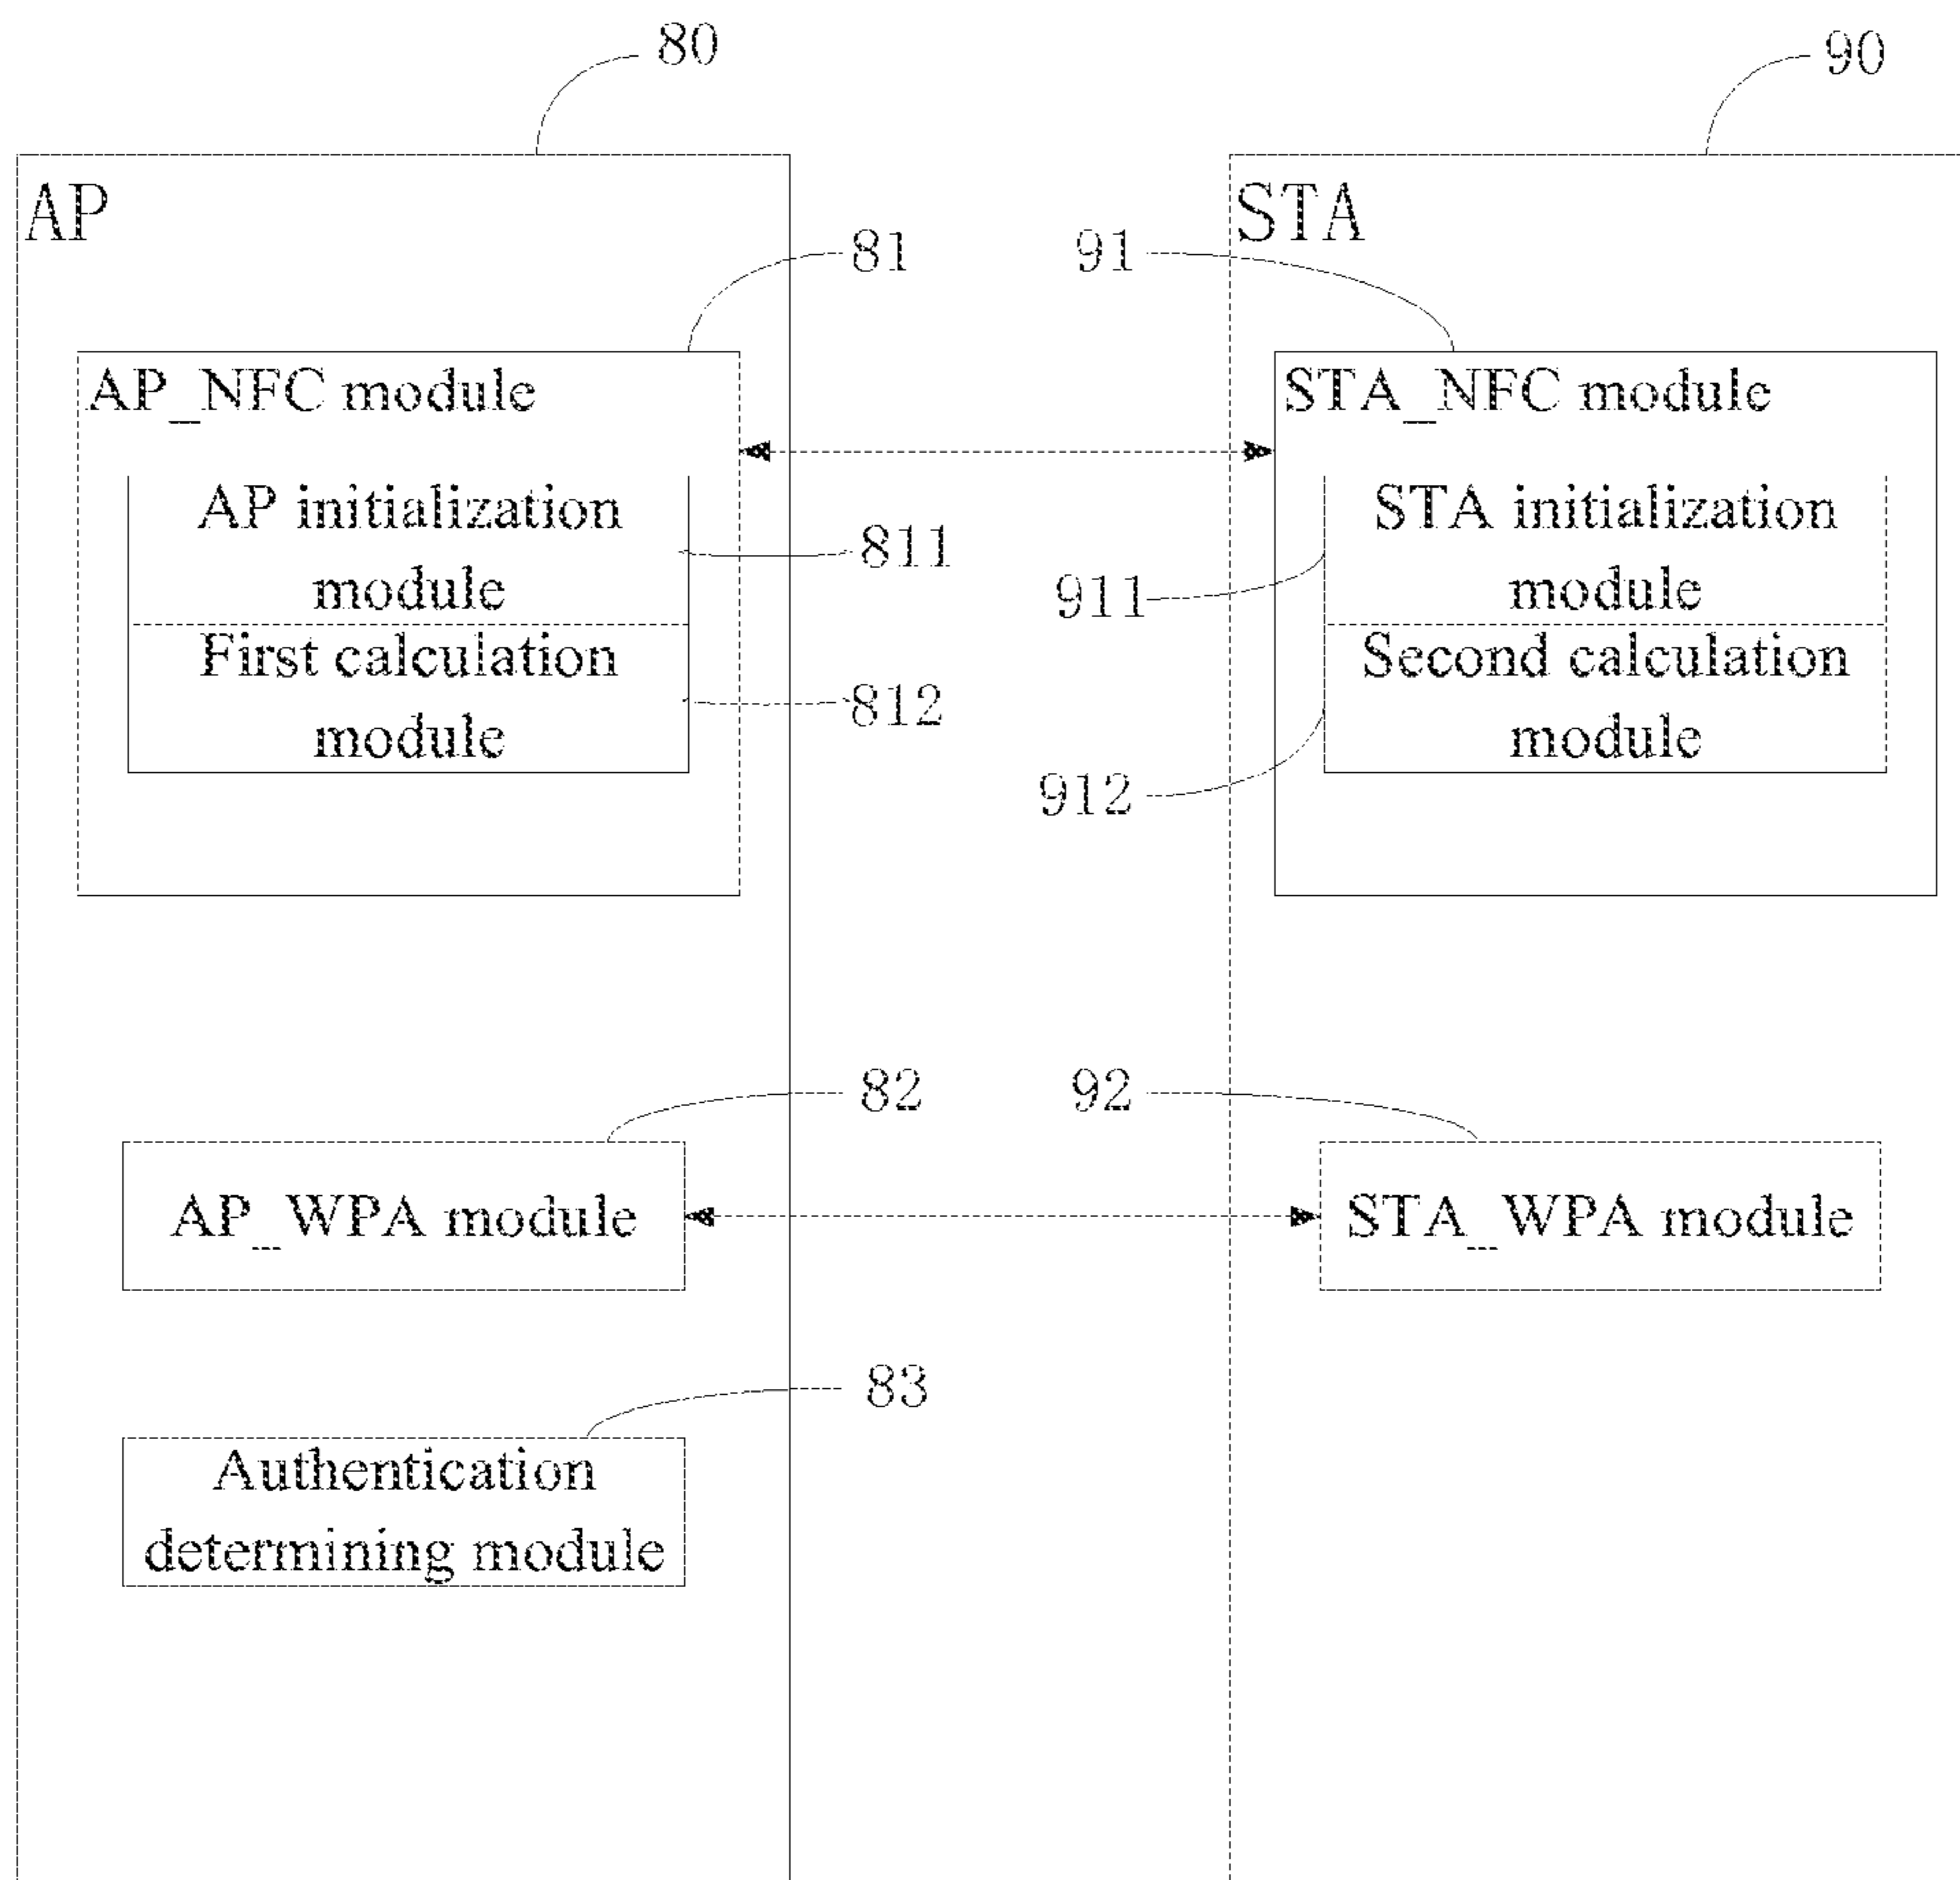 80
90
AP
STA
81
91
AP_NFC module
STA_NFC module
AP initialization
module
811
STA initialization
module
911
First calculation
module
812
Second calculation
module
912
82
92
AP_WPA module
STA_WPA module
83
Authentication
determining module